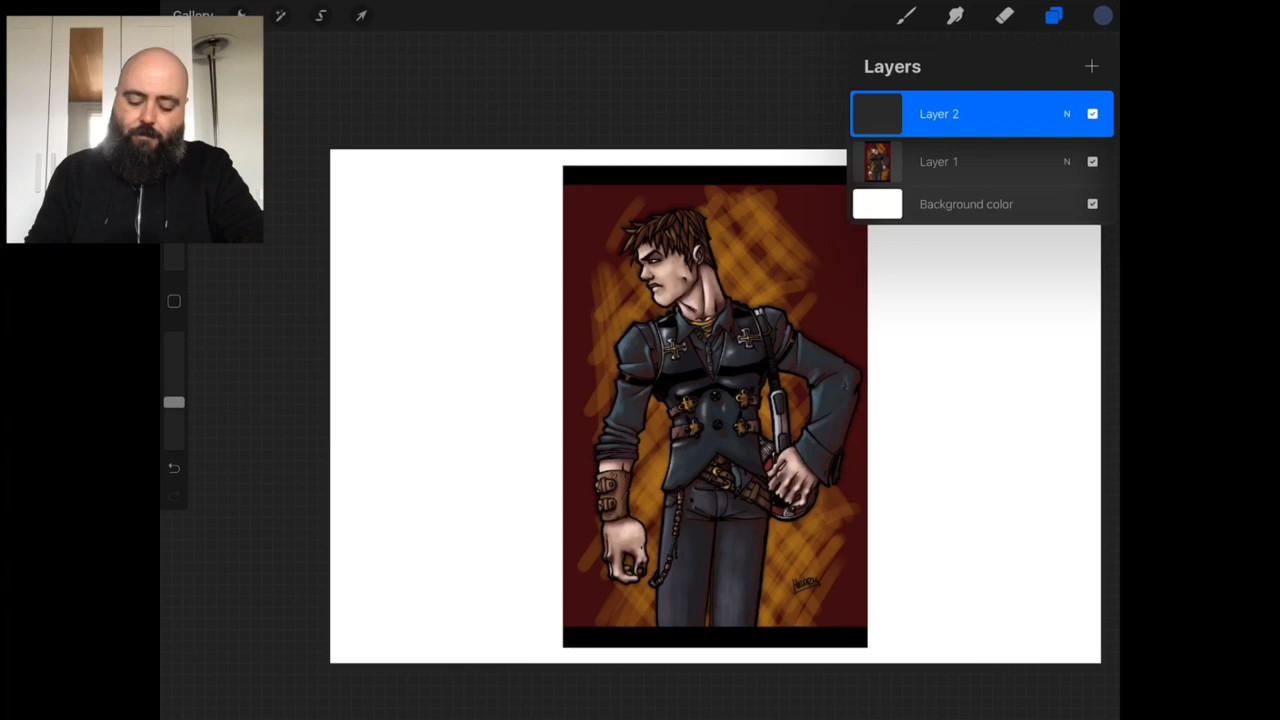 Gallery
Layers
Layer 2 N
Layer 1 N
Background color